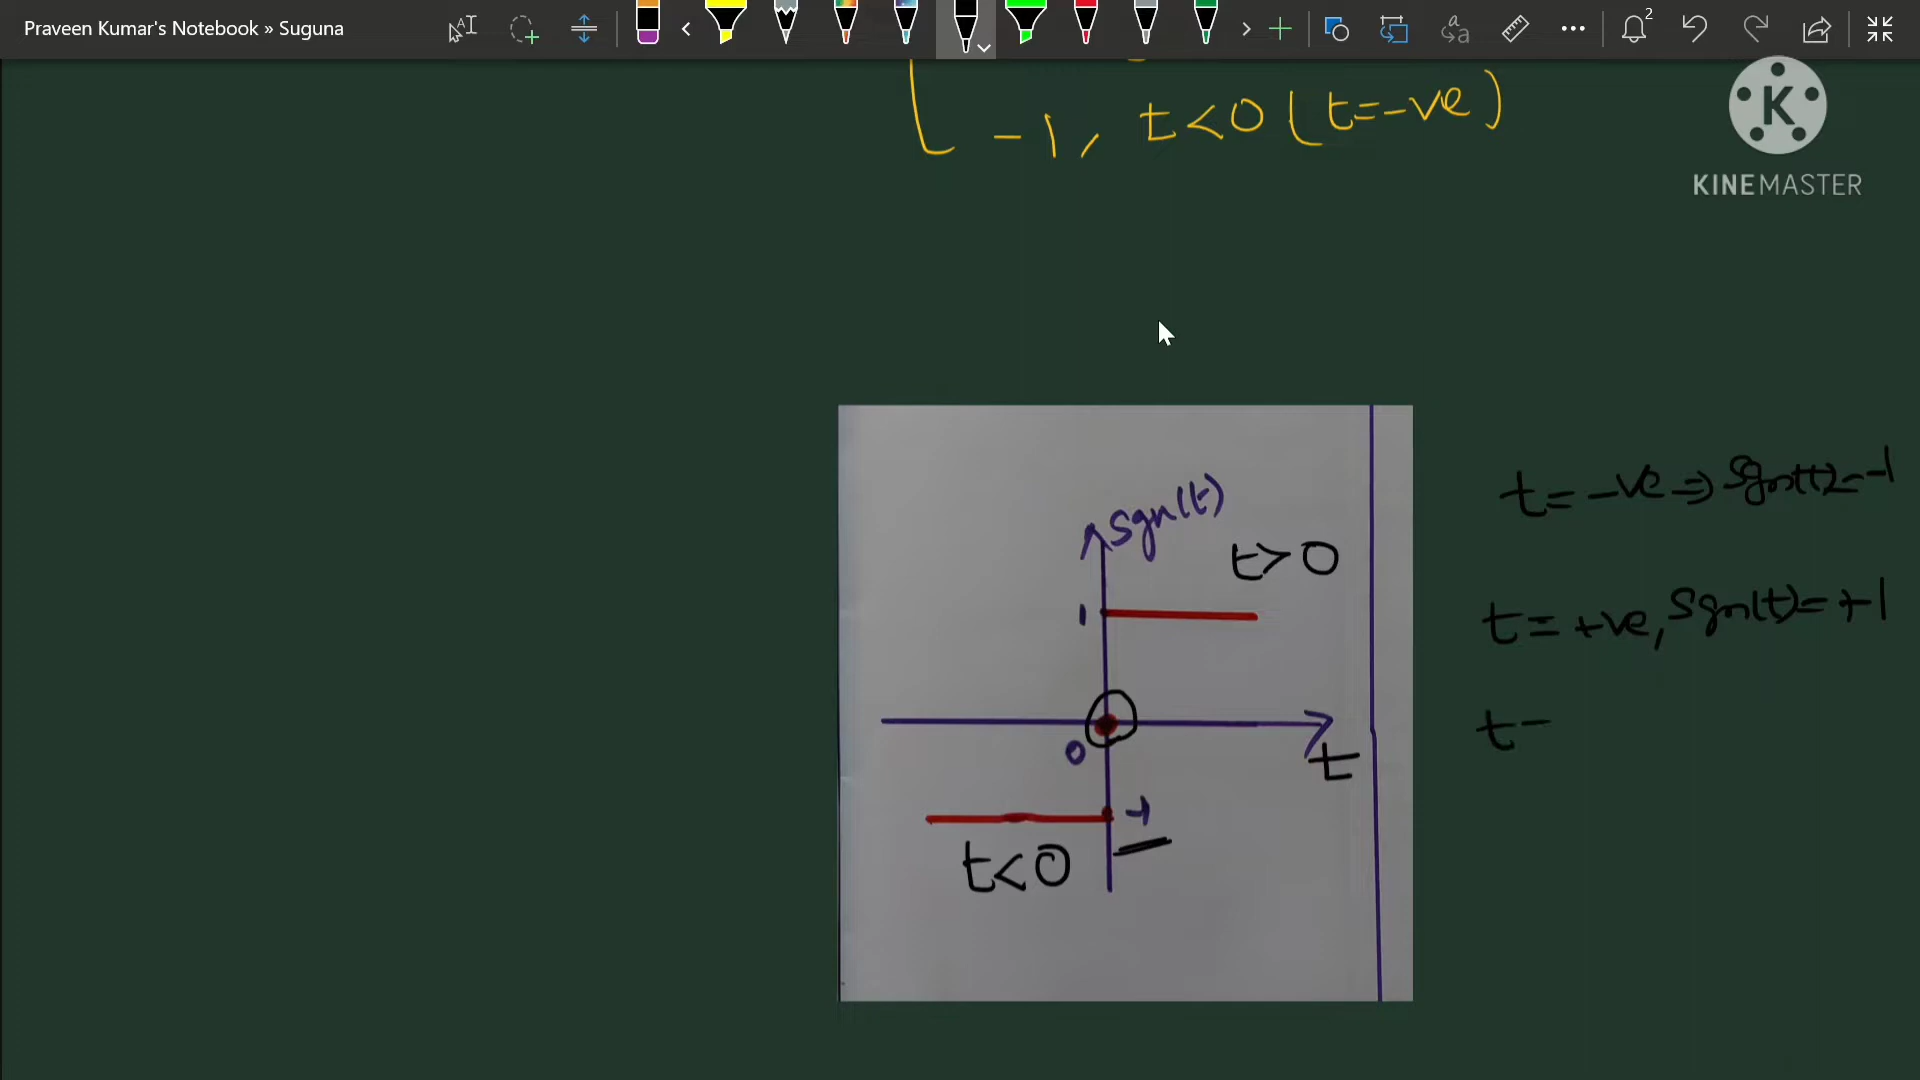 Praveen Kumar's Notebook » Suguna
2
KINEMASTER
-1, t<0 (t=-ve)
sgn(t)
t>0
1
0
t
-1
t<0
t=-ve⇒sgn(t)=-1
t=+ve, sgn(t)=+1
t-